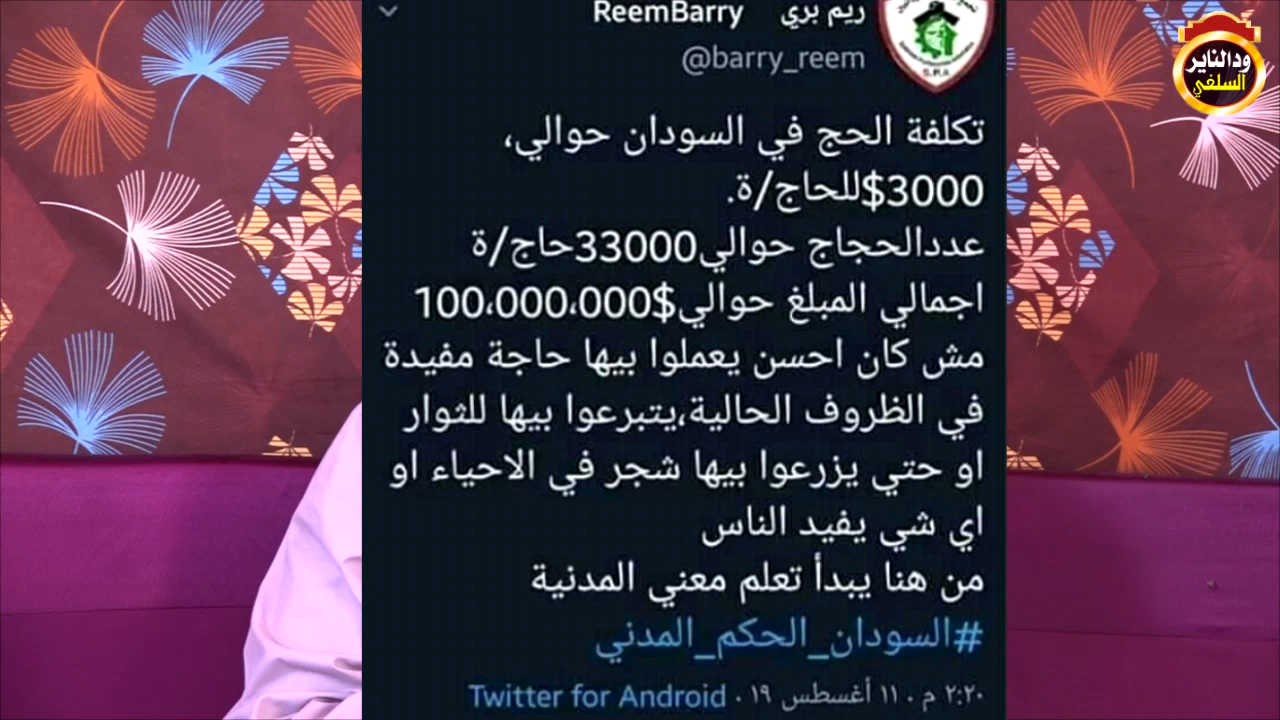 ريم بري ReemBarry
@barry_reem
تكلفة الحج في السودان حوالي،
3000$للحاج/ة.
عددالحجاج حوالي33000حاج/ة
اجمالي المبلغ حوالي$100،000،000
مش كان احسن يعملوا بيها حاجة مفيدة
في الظروف الحالية،يتبرعوا بيها للثوار
او حتي يزرعوا بيها شجر في الاحياء او
اي شي يفيد الناس
من هنا يبدأ تعلم معني المدنية
#السودان_الحكم_المدني
٢:٢٠ م · ١١ أغسطس ١٩ · Twitter for Android
ودالناير
السلفي
S.P.A